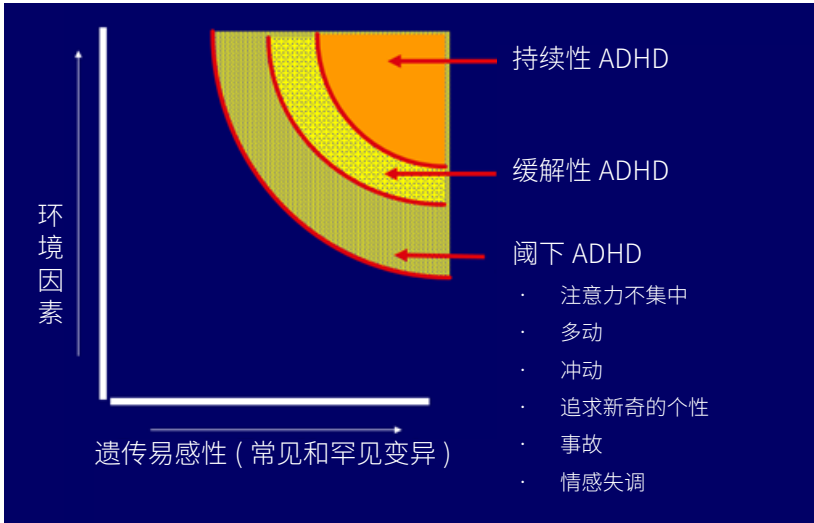 持续性 ADHD
缓解性 ADHD
环境因素
阈下 ADHD
· 注意力不集中
· 多动
· 冲动
· 追求新奇的个性
· 事故
· 情感失调
遗传易感性 ( 常见和罕见变异 )